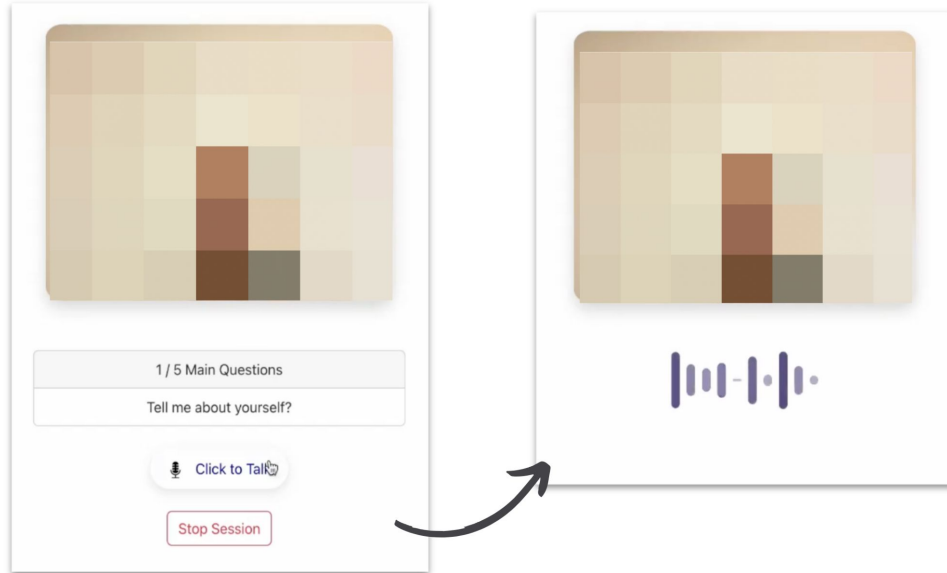 1 / 5 Main Questions
Tell me about yourself?
Click to Talk
Stop Session